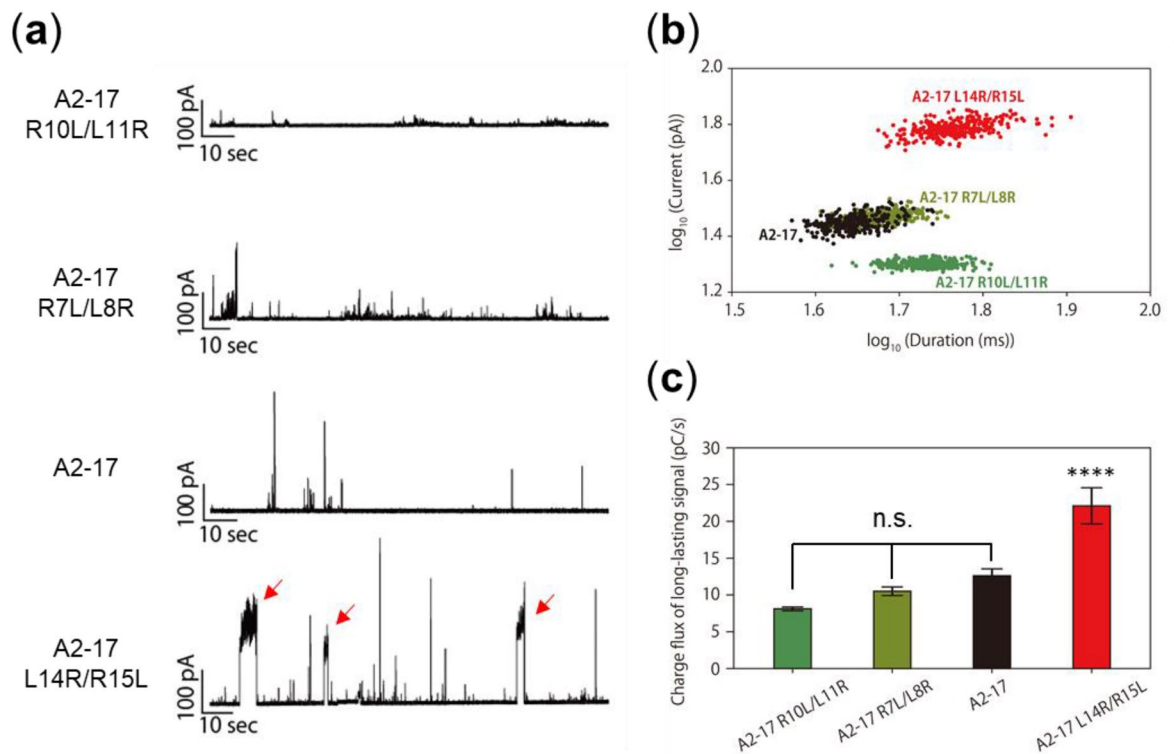 (a)
A2-17
R10L/L11R
100 pA
10 sec
A2-17
R7L/L8R
100 pA
10 sec
A2-17
100 pA
10 sec
A2-17
L14R/R15L
100 pA
10 sec
(b)
2.0
1.8
1.6
1.4
1.2
log10 (Current (pA))
A2-17 L14R/R15L
A2-17 R7L/L8R
A2-17
A2-17 R10L/L11R
1.5 1.6 1.7 1.8 1.9 2.0
log10 (Duration (ms))
(c)
30
25
20
15
10
5
0
Charge flux of long-lasting signal (pC/s)
n.s.
****
A2-17 R10L/L11R
A2-17 R7L/L8R
A2-17
A2-17 L14R/R15L